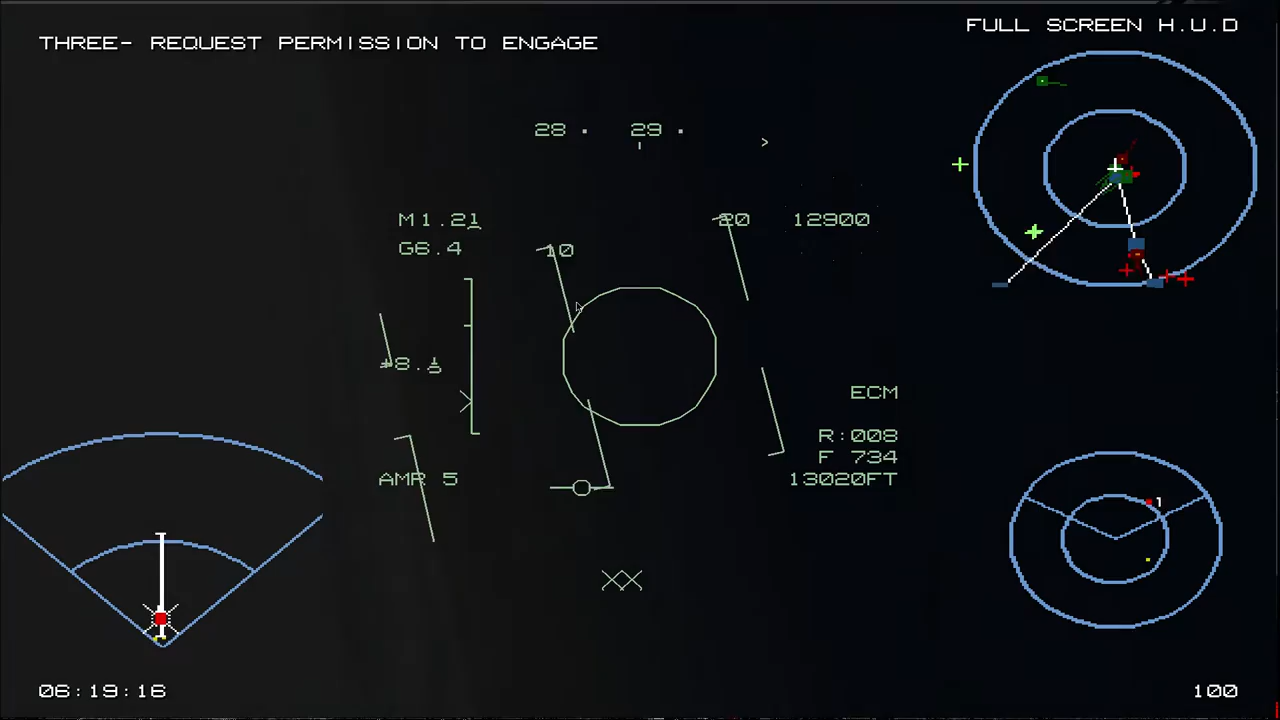 FULL SCREEN H.U.D
THREE- REQUEST PERMISSION TO ENGAGE
28 · 29 ·
M1.21
20
12900
G6.4
10
ECM
R:008
F 734
AMR 5
13020FT
1
06:19:16
100